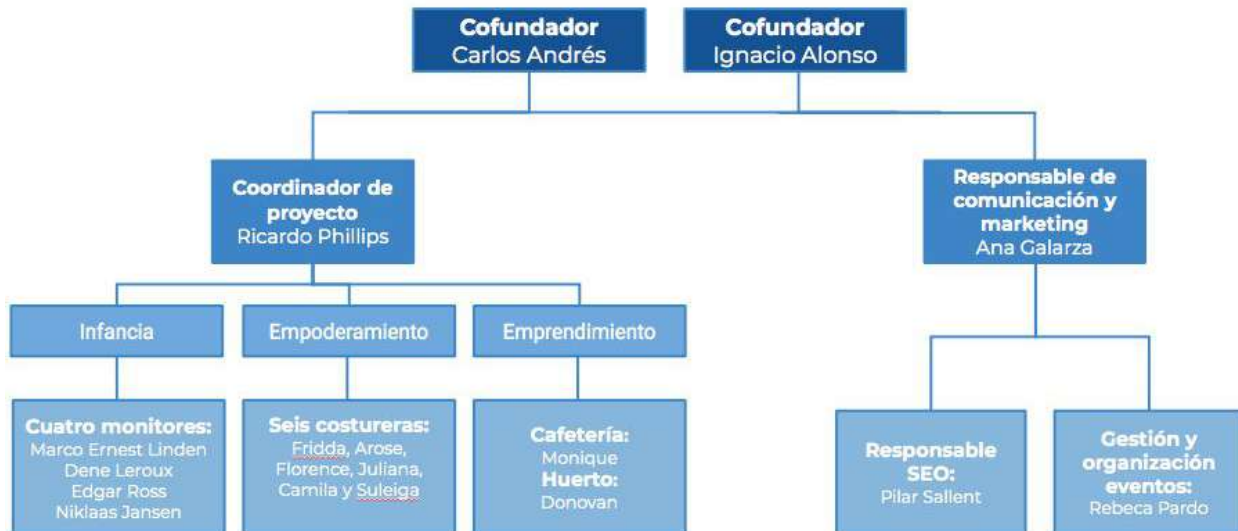 Cofundador
Carlos Andrés
Cofundador
Ignacio Alonso
Coordinador de
proyecto
Ricardo Phillips
Responsable de
comunicación y
marketing
Ana Galarza
Infancia
Empoderamiento
Emprendimiento
Cuatro monitores:
Marco Ernest Linden
Dene Leroux
Edgar Ross
Niklaas Jansen
Seis costureras:
Fridda, Arose,
Florence, Juliana,
Camila y Suleiga
Cafetería:
Monique
Huerto:
Donovan
Responsable
SEO:
Pilar Sallent
Gestión y
organización
eventos:
Rebeca Pardo